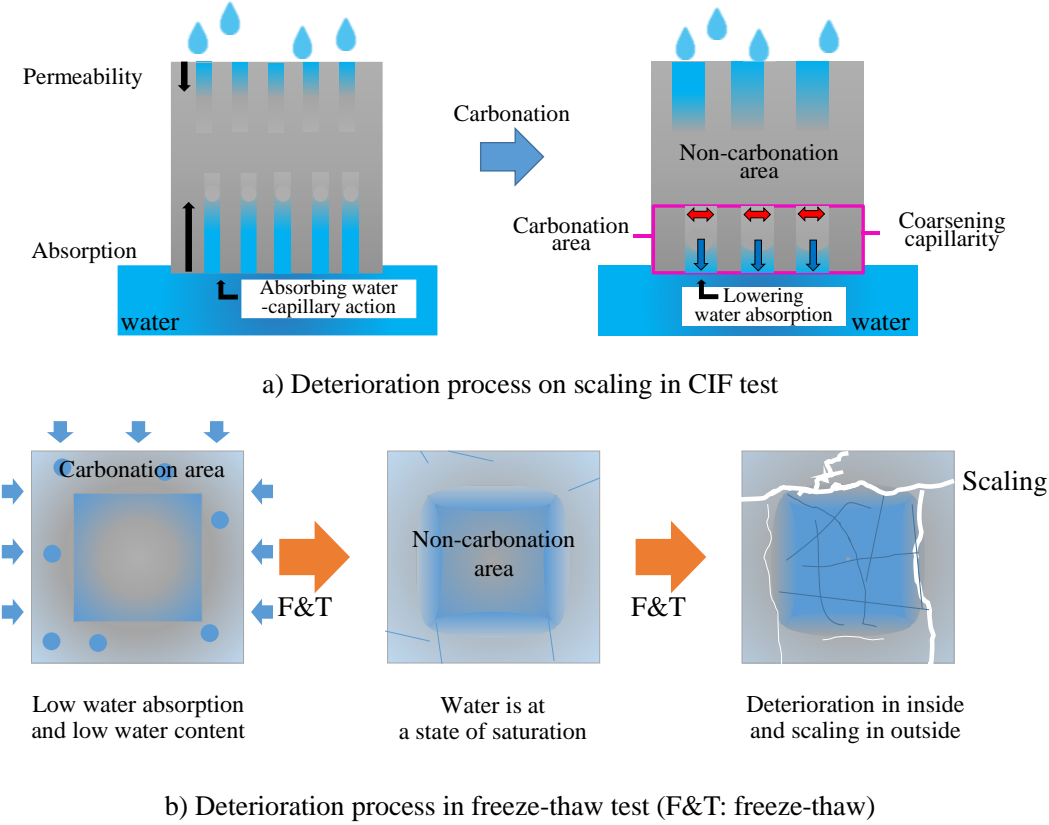 Permeability
Absorption
Absorbing water
-capillary action
water
Carbonation
Non-carbonation
area
Carbonation
area
Coarsening
capillarity
Lowering
water absorption
water
a) Deterioration process on scaling in CIF test
Carbonation area
F&T
Non-carbonation
area
F&T
Scaling
Low water absorption
and low water content
Water is at
a state of saturation
Deterioration in inside
and scaling in outside
b) Deterioration process in freeze-thaw test (F&T: freeze-thaw)